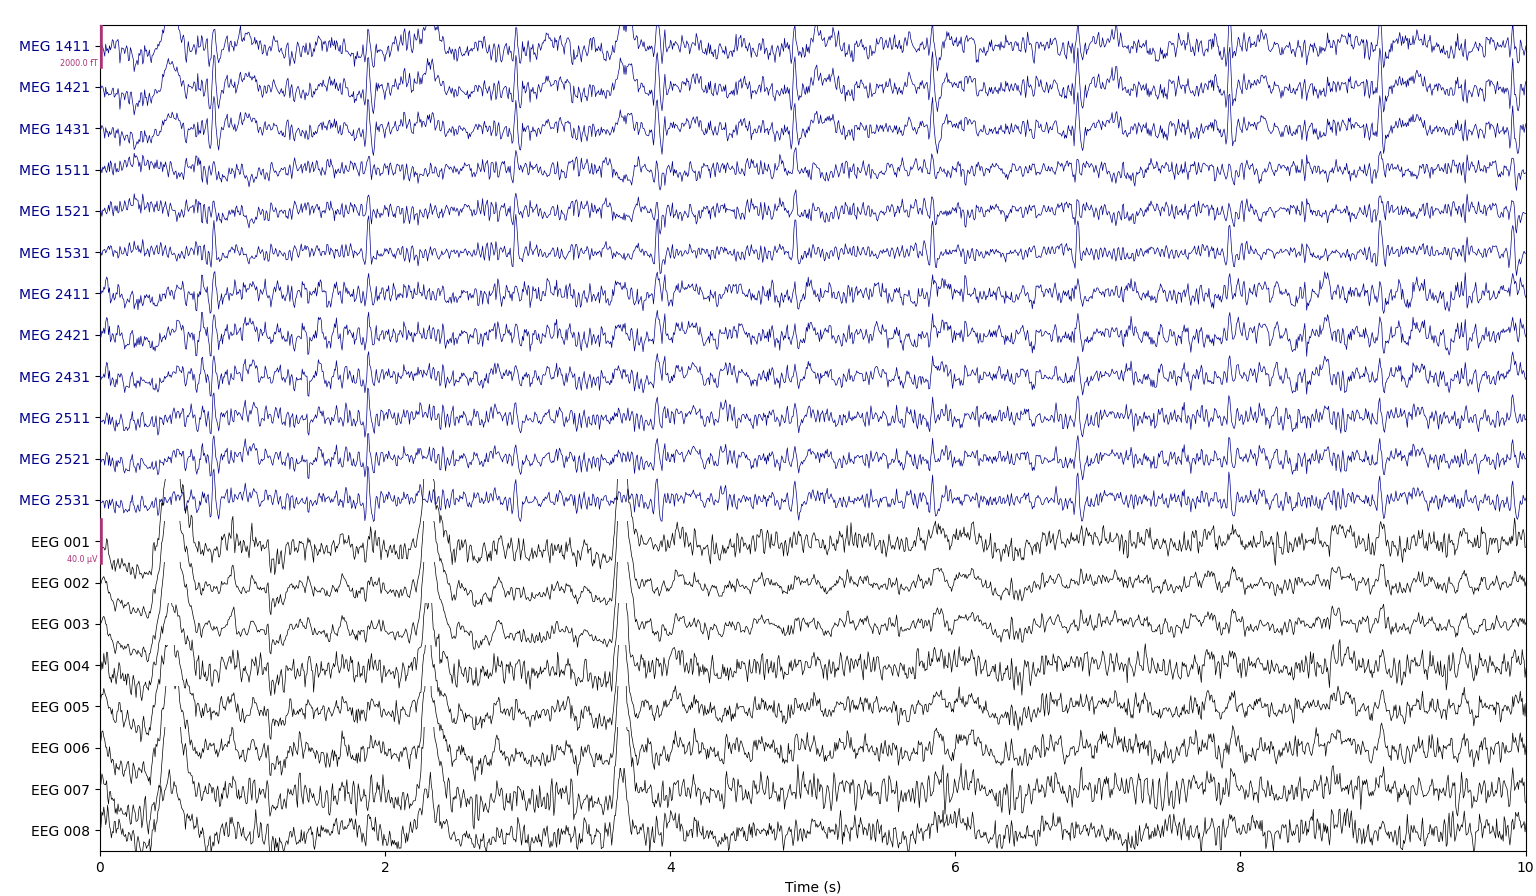 MEG 1411
2000.0 fT
MEG 1421
MEG 1431
MEG 1511
MEG 1521
MEG 1531
MEG 2411
MEG 2421
MEG 2431
MEG 2511
MEG 2521
MEG 2531
EEG 001
40.0 µV
EEG 002
EEG 003
EEG 004
EEG 005
EEG 006
EEG 007
EEG 008
0 2 4 6 8 10
Time (s)